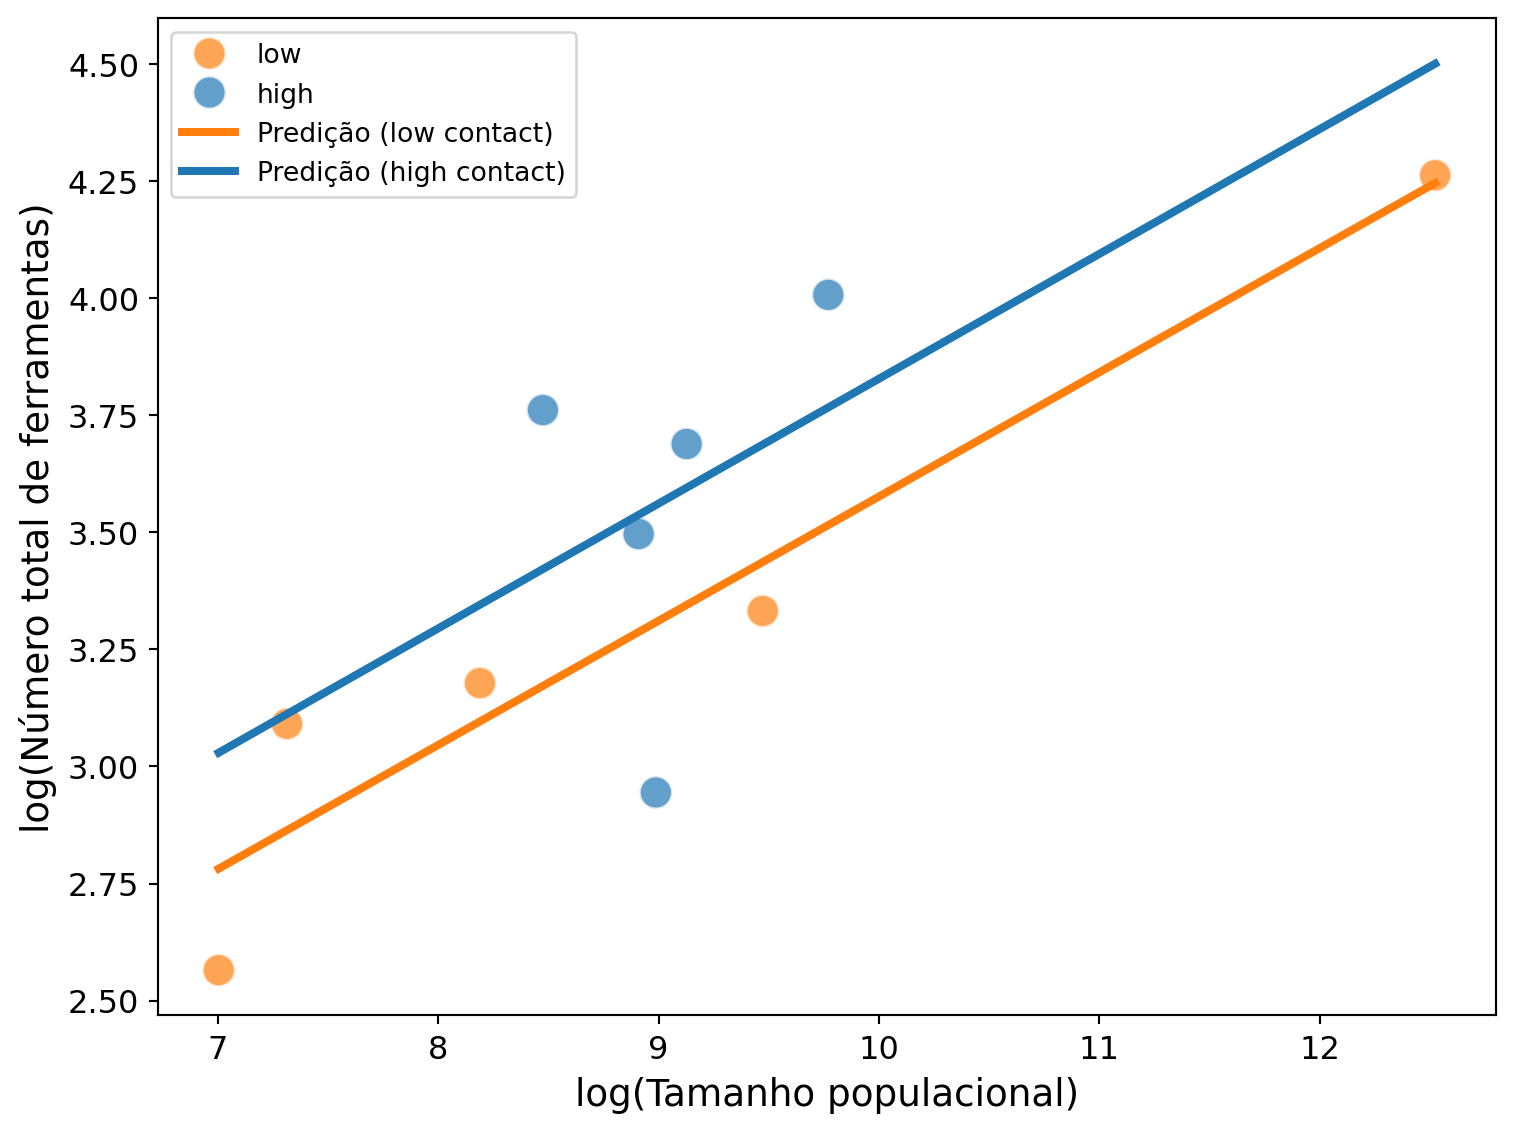 low
high
Predição (low contact)
Predição (high contact)
4.50
4.25
4.00
3.75
3.50
3.25
3.00
2.75
2.50
log(Número total de ferramentas)
7
8
9
10
11
12
log(Tamanho populacional)